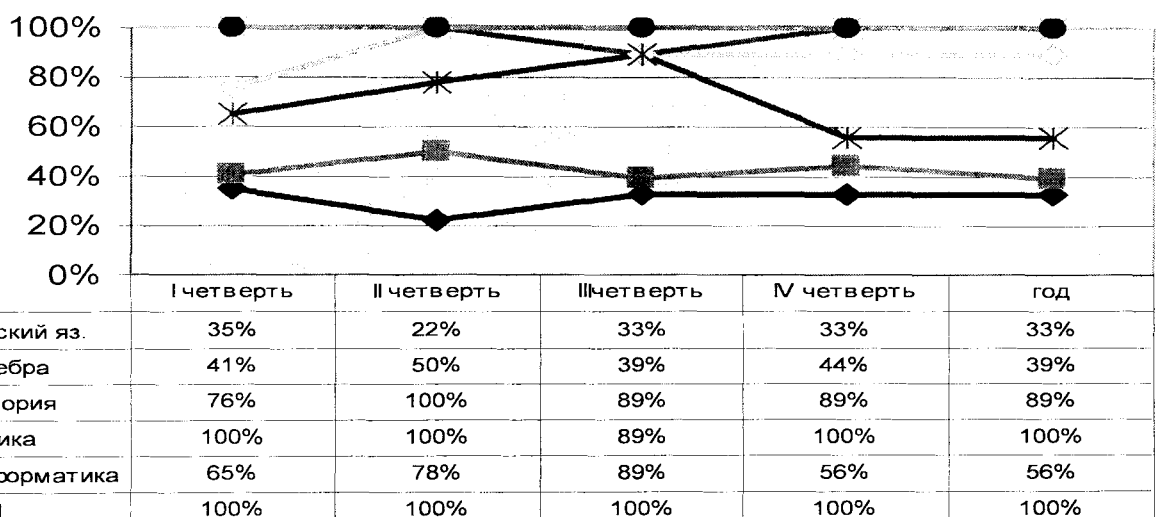 100%
80%
60%
40%
20%
0%
I четверть II четверть IIIчетверть IV четверть год
ский яз. 35% 22% 33% 33% 33%
ебра 41% 50% 39% 44% 39%
ория 76% 100% 89% 89% 89%
ика 100% 100% 89% 100% 100%
орматика 65% 78% 89% 56% 56%
100% 100% 100% 100% 100%